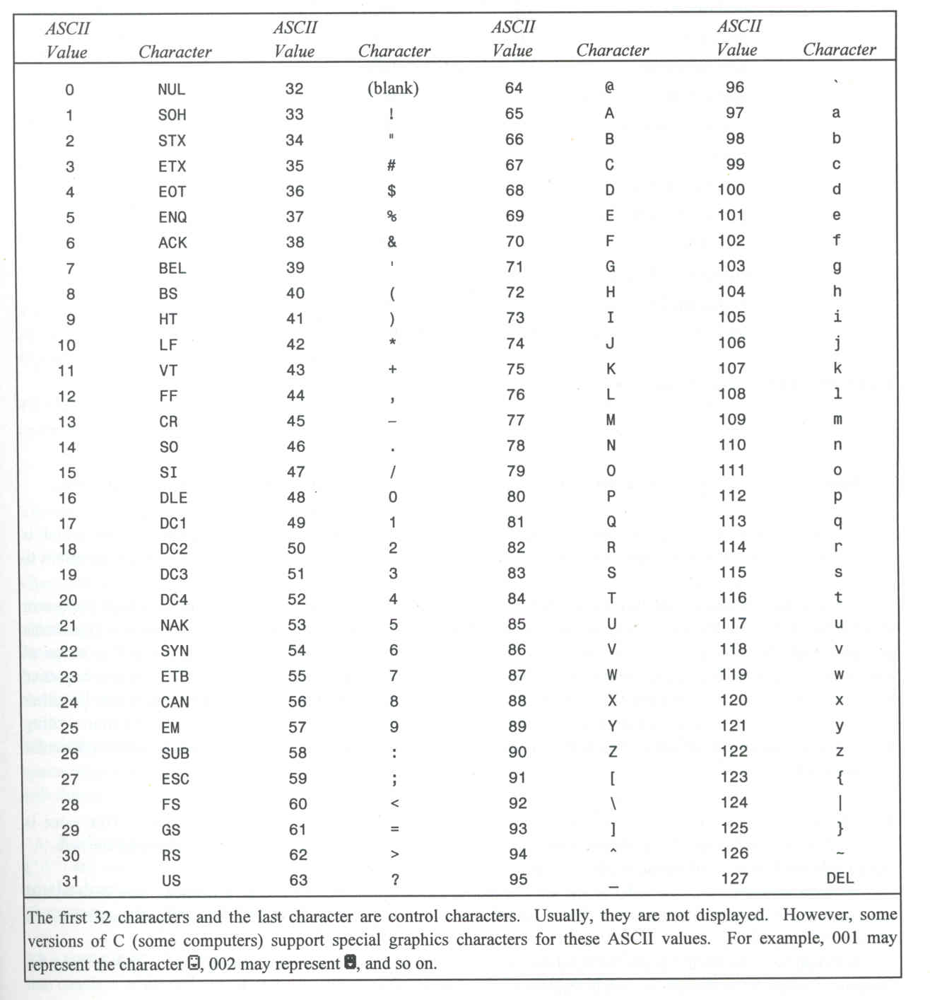 ASCII ASCII ASCII ASCII
Value Character Value Character Value Character Value Character
0 NUL 32 (blank) 64 @ 96 `
1 SOH 33 ! 65 A 97 a
2 STX 34 " 66 B 98 b
3 ETX 35 # 67 C 99 c
4 EOT 36 $ 68 D 100 d
5 ENQ 37 % 69 E 101 e
6 ACK 38 & 70 F 102 f
7 BEL 39 ' 71 G 103 g
8 BS 40 ( 72 H 104 h
9 HT 41 ) 73 I 105 i
10 LF 42 * 74 J 106 j
11 VT 43 + 75 K 107 k
12 FF 44 , 76 L 108 l
13 CR 45 – 77 M 109 m
14 SO 46 . 78 N 110 n
15 SI 47 / 79 O 111 o
16 DLE 48 0 80 P 112 p
17 DC1 49 1 81 Q 113 q
18 DC2 50 2 82 R 114 r
19 DC3 51 3 83 S 115 s
20 DC4 52 4 84 T 116 t
21 NAK 53 5 85 U 117 u
22 SYN 54 6 86 V 118 v
23 ETB 55 7 87 W 119 w
24 CAN 56 8 88 X 120 x
25 EM 57 9 89 Y 121 y
26 SUB 58 : 90 Z 122 z
27 ESC 59 ; 91 [ 123 {
28 FS 60 < 92 \ 124 |
29 GS 61 = 93 ] 125 }
30 RS 62 > 94 ^ 126 ~
31 US 63 ? 95 _ 127 DEL
The first 32 characters and the last character are control characters. Usually, they are not displayed. However, some
versions of C (some computers) support special graphics characters for these ASCII values. For example, 001 may
represent the character ☺, 002 may represent ☻, and so on.